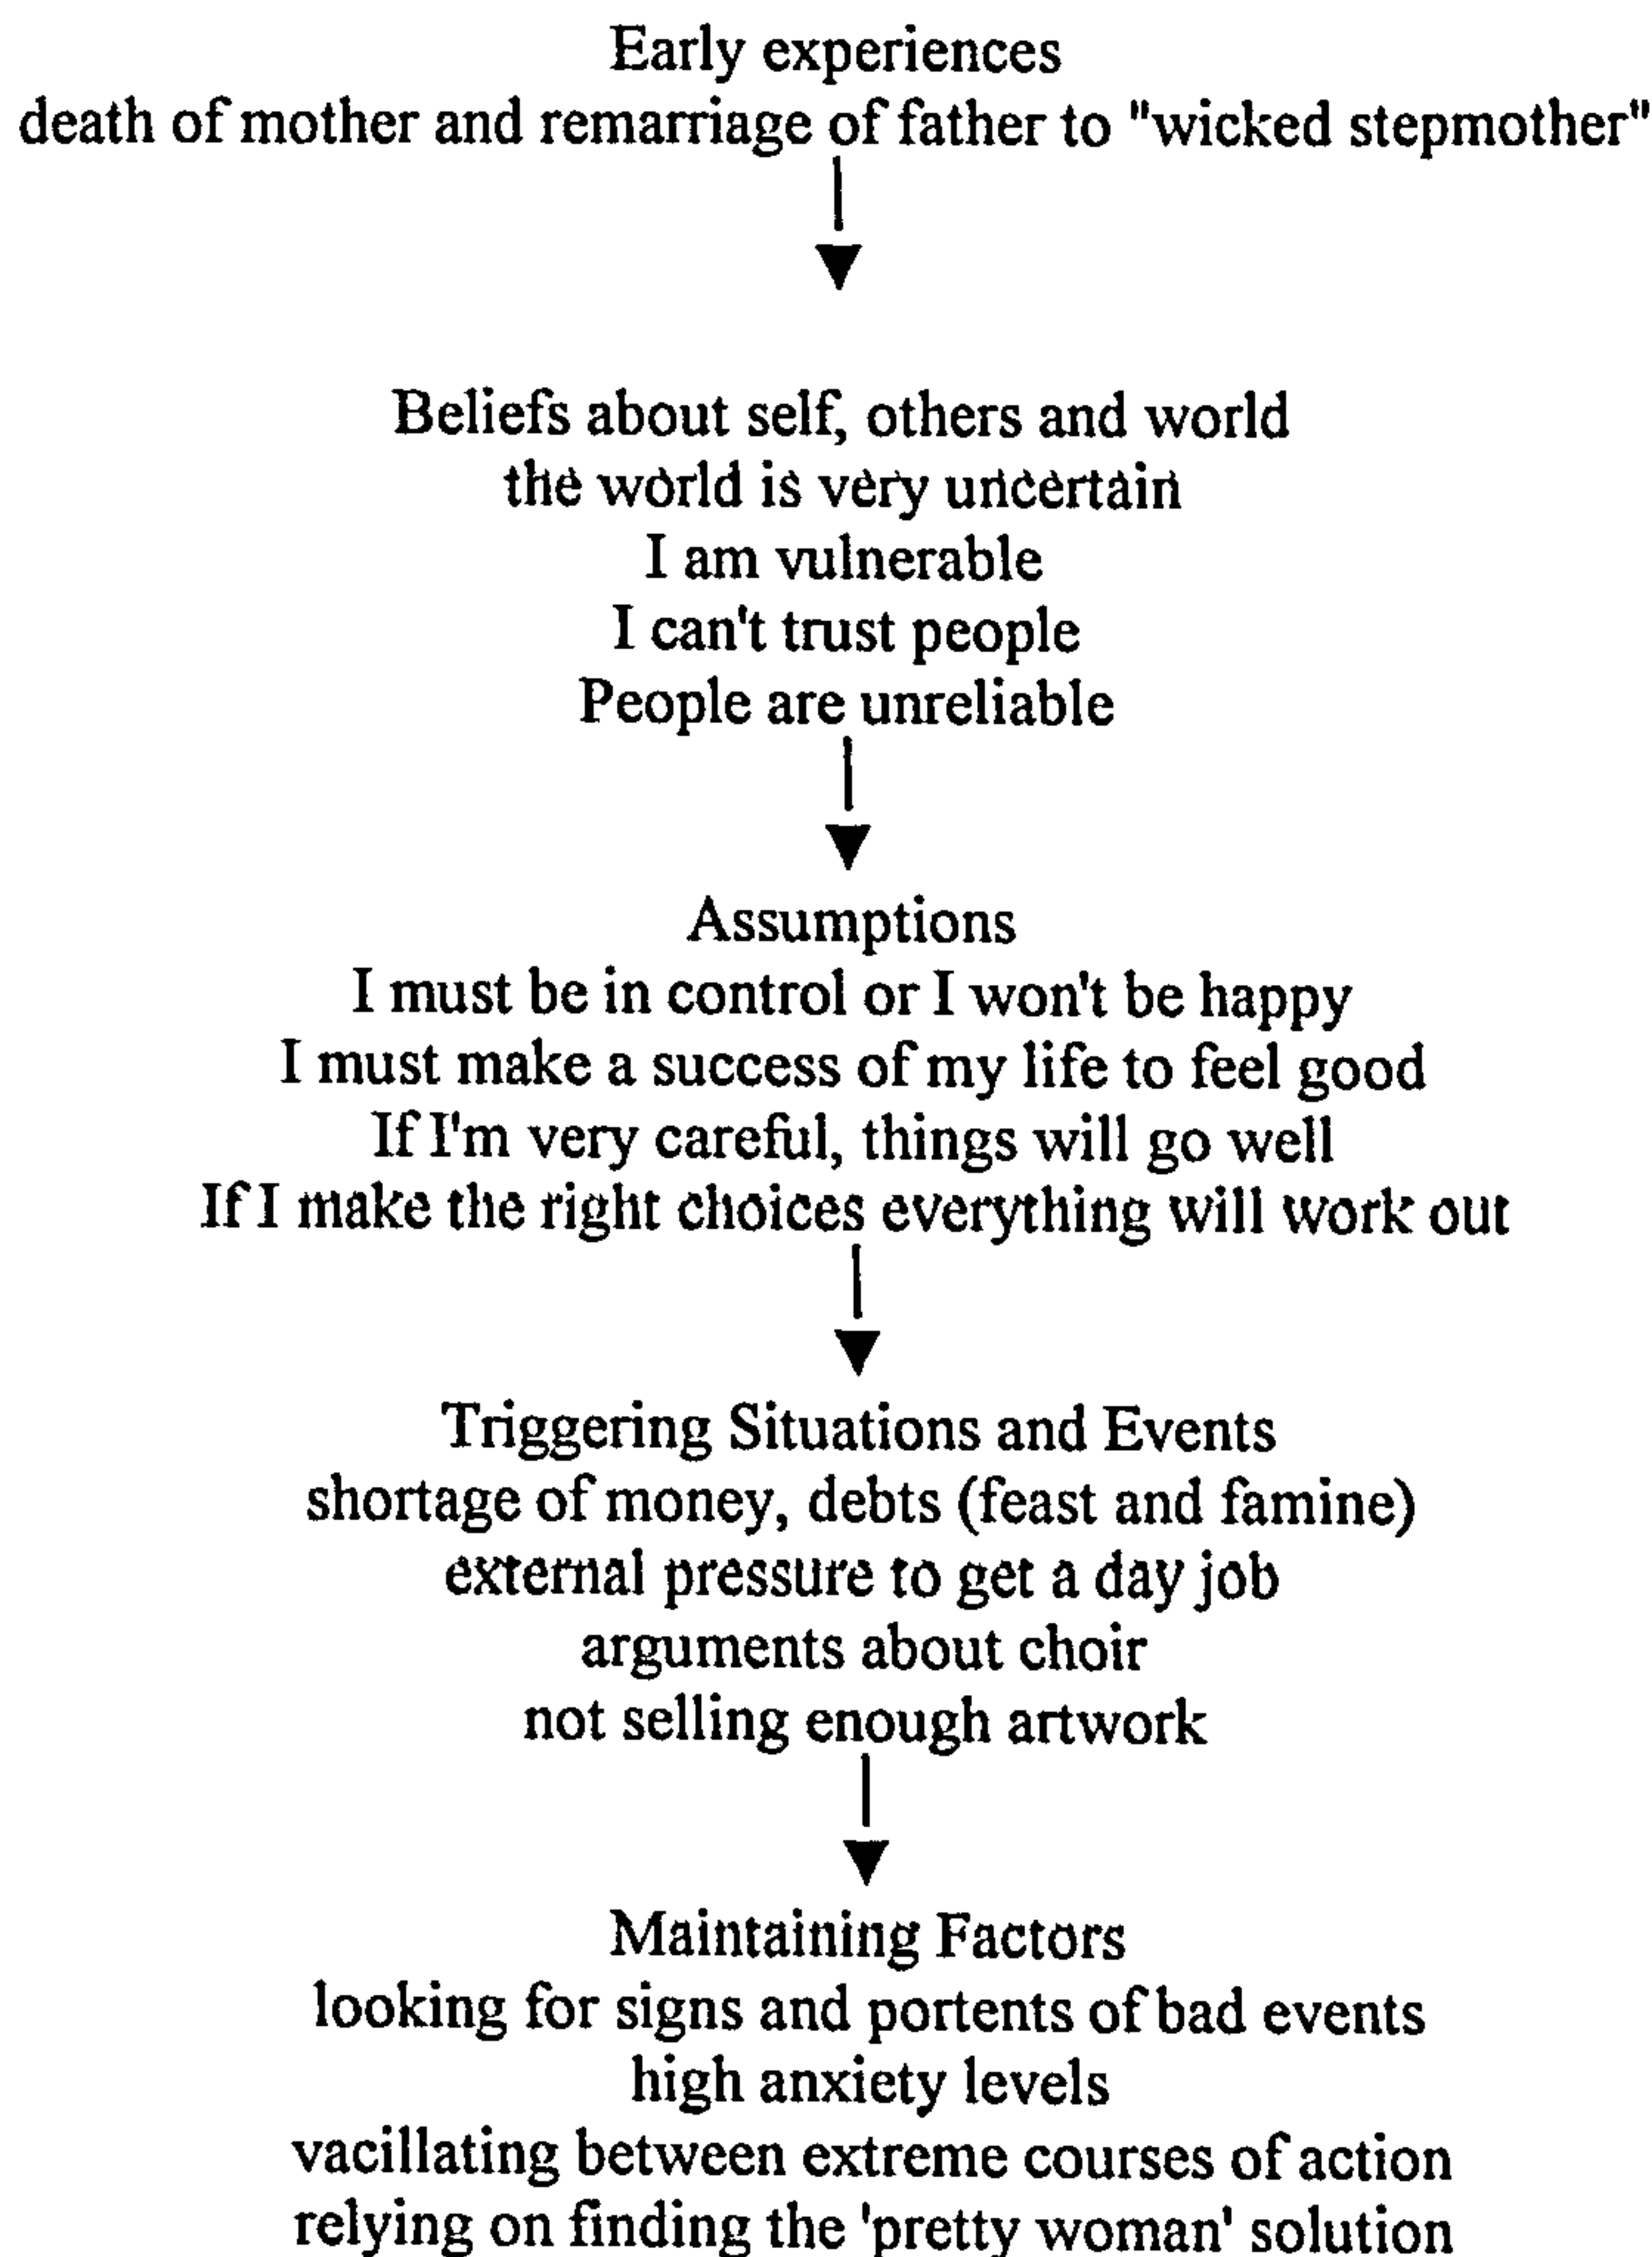 Early experiences
death of mother and remarriage of father to "wicked stepmother"
Beliefs about self, others and world
the world is very uncertain
I am vulnerable
I can't trust people
People are unreliable
Assumptions
I must be in control or I won't be happy
I must make a success of my life to feel good
If I'm very careful, things will go well
If I make the right choices everything will work out
Triggering Situations and Events
shortage of money, debts (feast and famine)
external pressure to get a day job
arguments about choir
not selling enough artwork
Maintaining Factors
looking for signs and portents of bad events
high anxiety levels
vacillating between extreme courses of action
relying on finding the 'pretty woman' solution